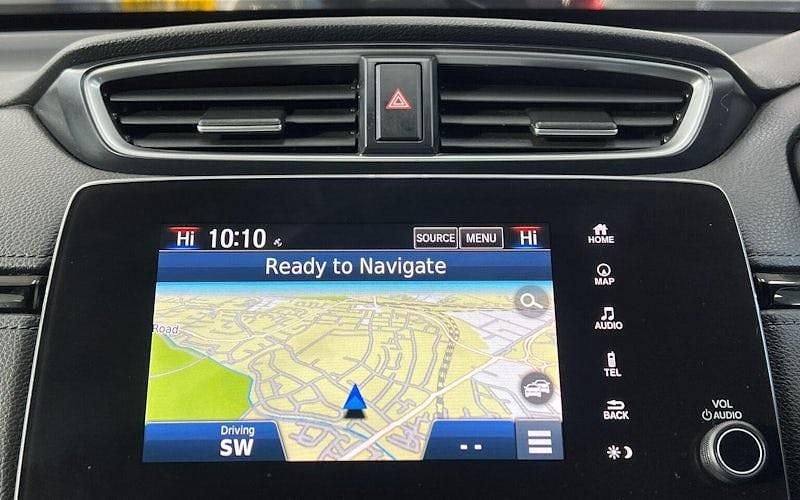 Hi 10:10 SOURCE MENU Hi
Ready to Navigate
Road
Driving
SW
--
HOME
MAP
AUDIO
TEL
BACK
VOL
AUDIO